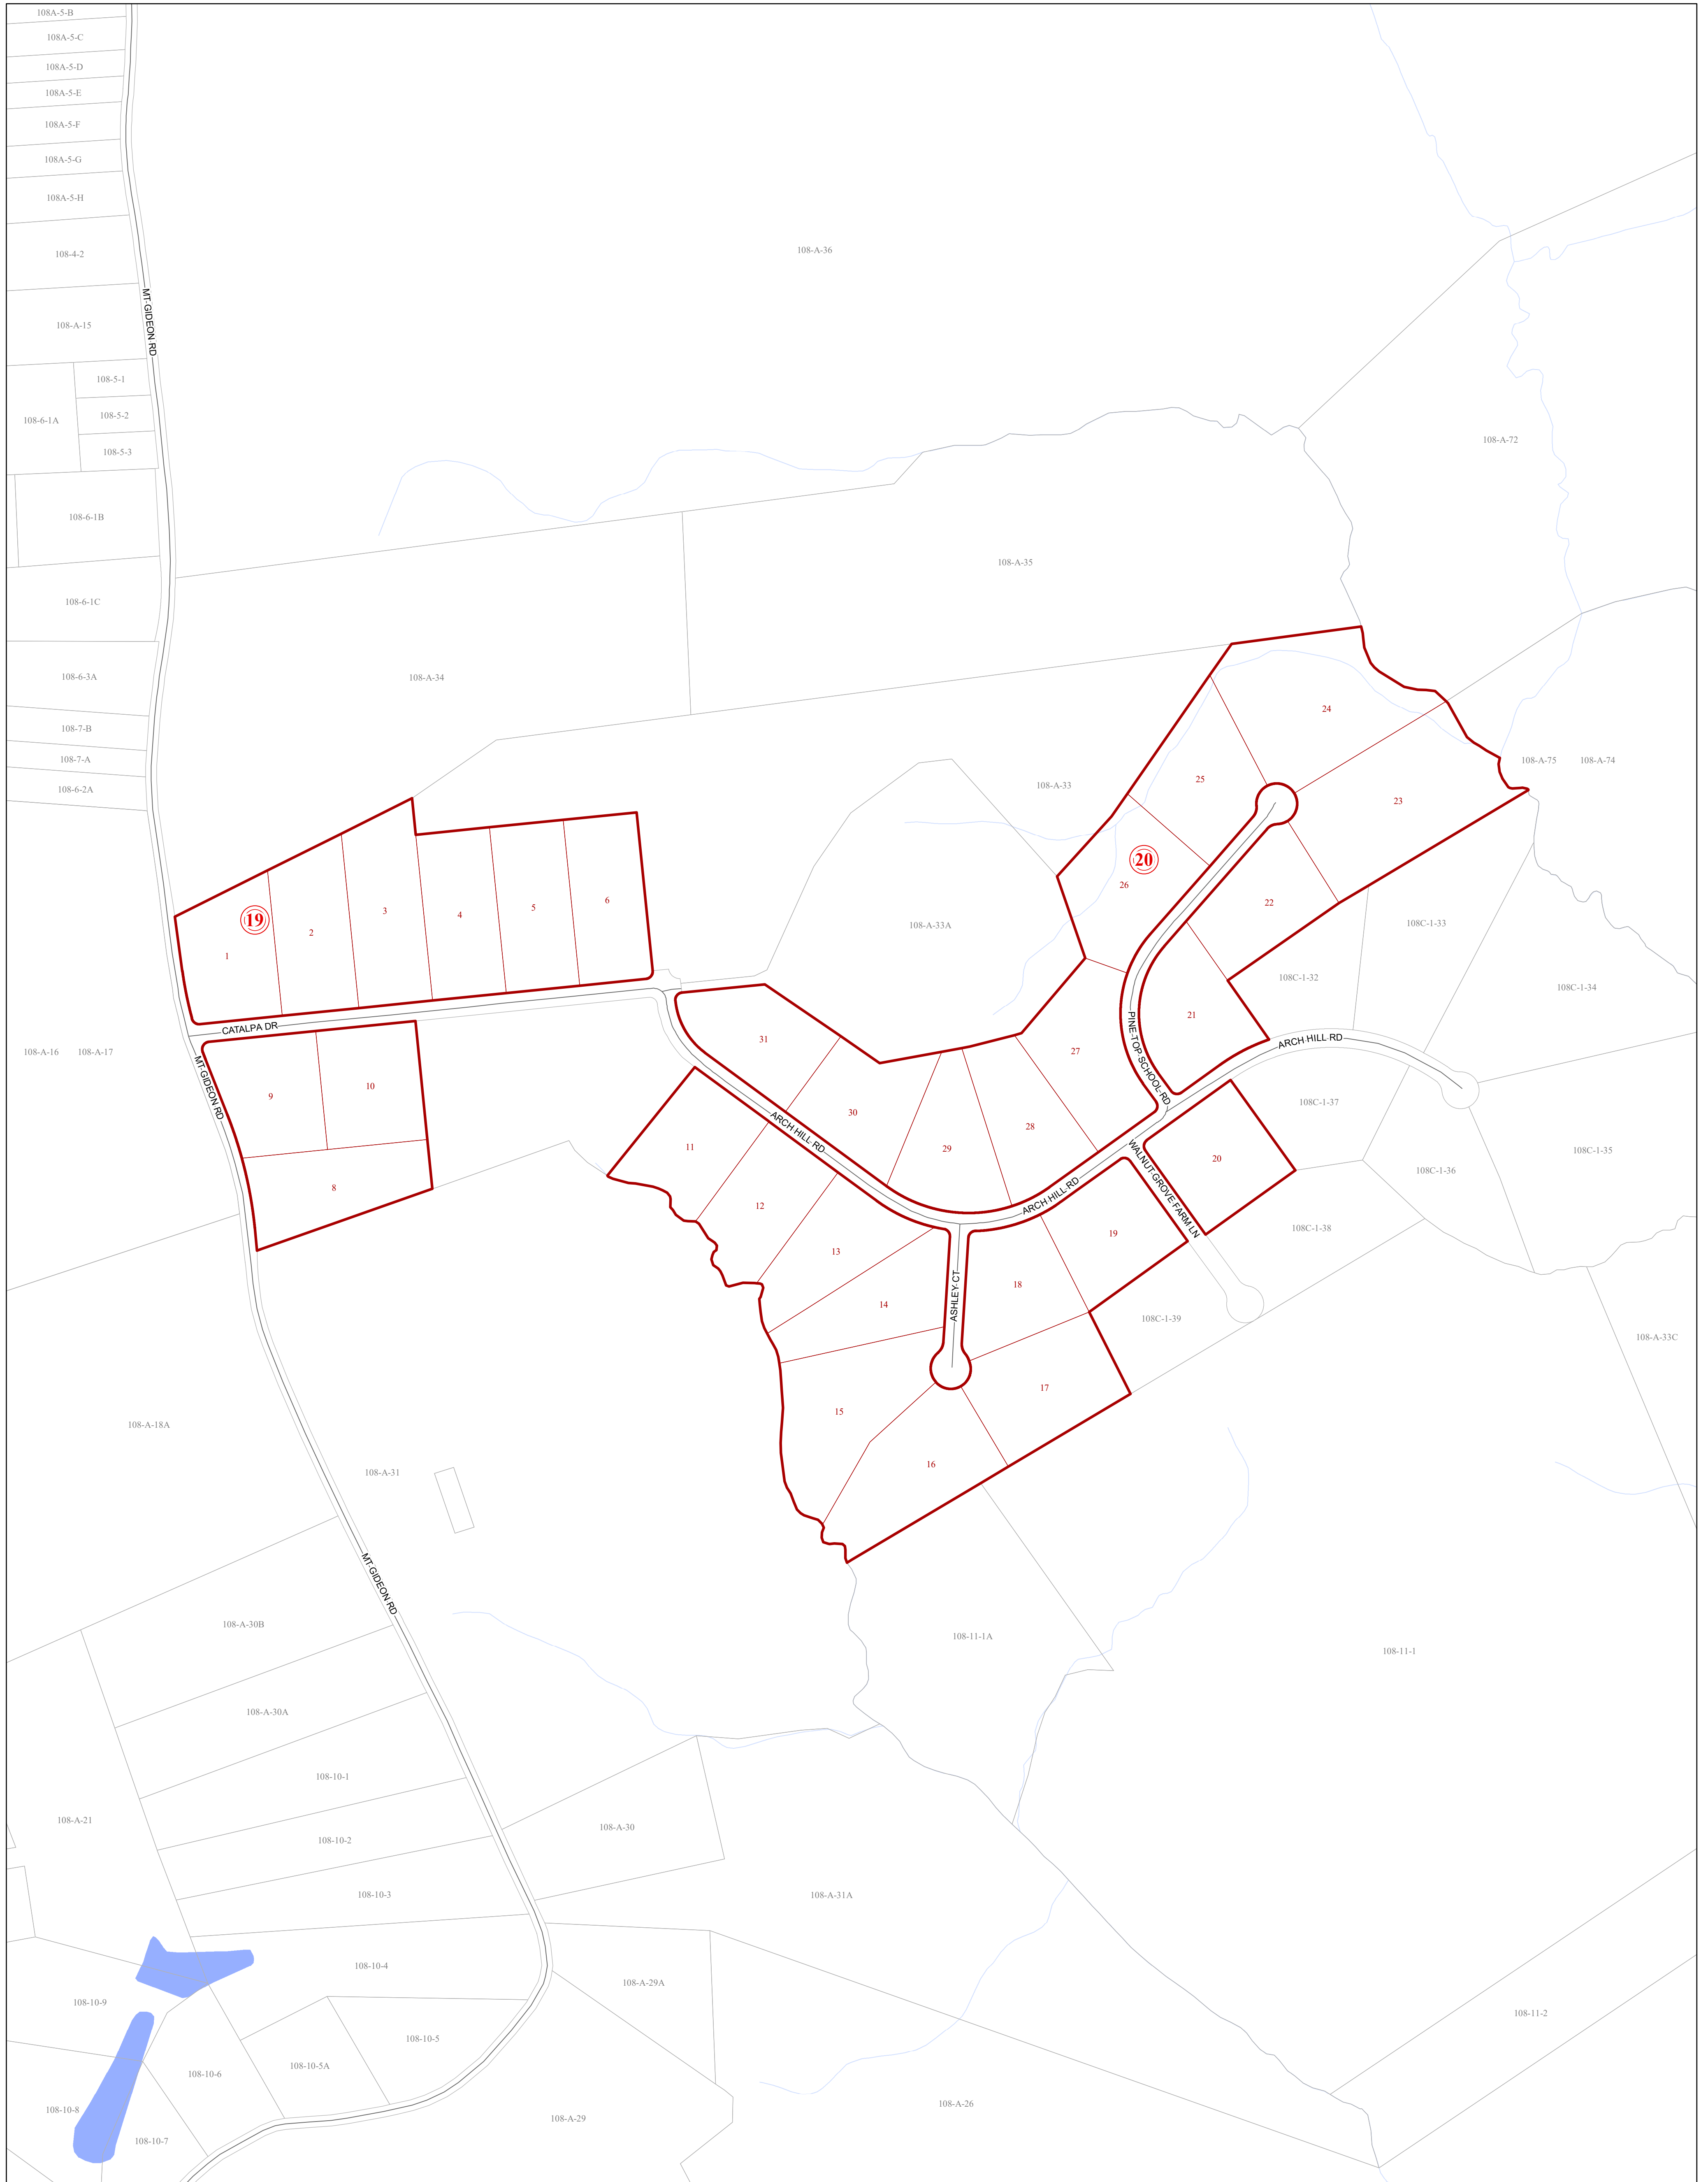 108A-5-B
108A-5-C
108A-5-D
108A-5-E
108A-5-F
108A-5-G
108A-5-H
108-4-2
108-A-36
MT GIDEON RD
108-A-15
108-5-1
108-6-1A
108-5-2
108-5-3
108-A-72
108-6-1B
108-A-35
108-6-1C
108-6-3A
108-A-34
24
108-7-B
108-7-A
108-A-75
108-A-74
25
108-A-33
108-6-2A
23
20
26
6
22
5
3
4
19
2
108-A-33A
108C-1-33
1
108C-1-32
108C-1-34
21
PINE TOP SCHOOL RD
CATALPA DR
31
ARCH HILL RD
108-A-16
108-A-17
27
MT GIDEON RD
10
9
108C-1-37
30
ARCH HILL RD
28
11
29
108C-1-35
20
WALNUT GROVE FARM LN
108C-1-36
8
ARCH HILL RD
12
108C-1-38
19
13
18
ASHLEY CT
14
108C-1-39
108-A-33C
17
15
108-A-18A
16
108-A-31
MT GIDEON RD
108-A-30B
108-11-1A
108-11-1
108-A-30A
108-10-1
108-A-21
108-A-30
108-10-2
108-10-3
108-A-31A
108-10-4
108-A-29A
108-10-9
108-11-2
108-10-5
108-10-5A
108-10-6
108-A-26
108-10-8
108-A-29
108-10-7